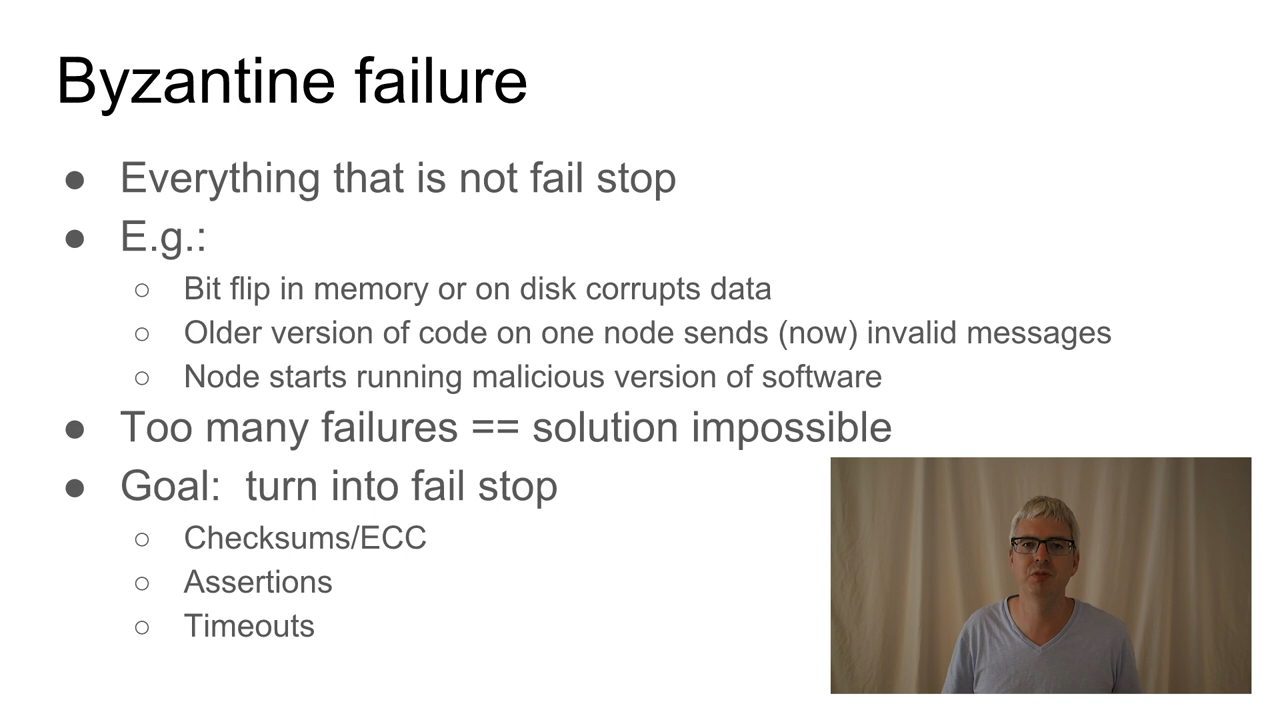 Byzantine failure
● Everything that is not fail stop
● E.g.:
○ Bit flip in memory or on disk corrupts data
○ Older version of code on one node sends (now) invalid messages
○ Node starts running malicious version of software
● Too many failures == solution impossible
● Goal:  turn into fail stop
○ Checksums/ECC
○ Assertions
○ Timeouts